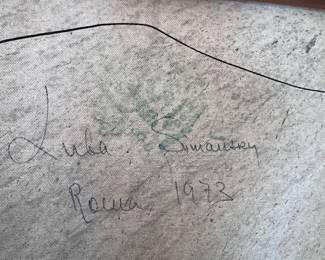 Luba Simansky
Roma 1973